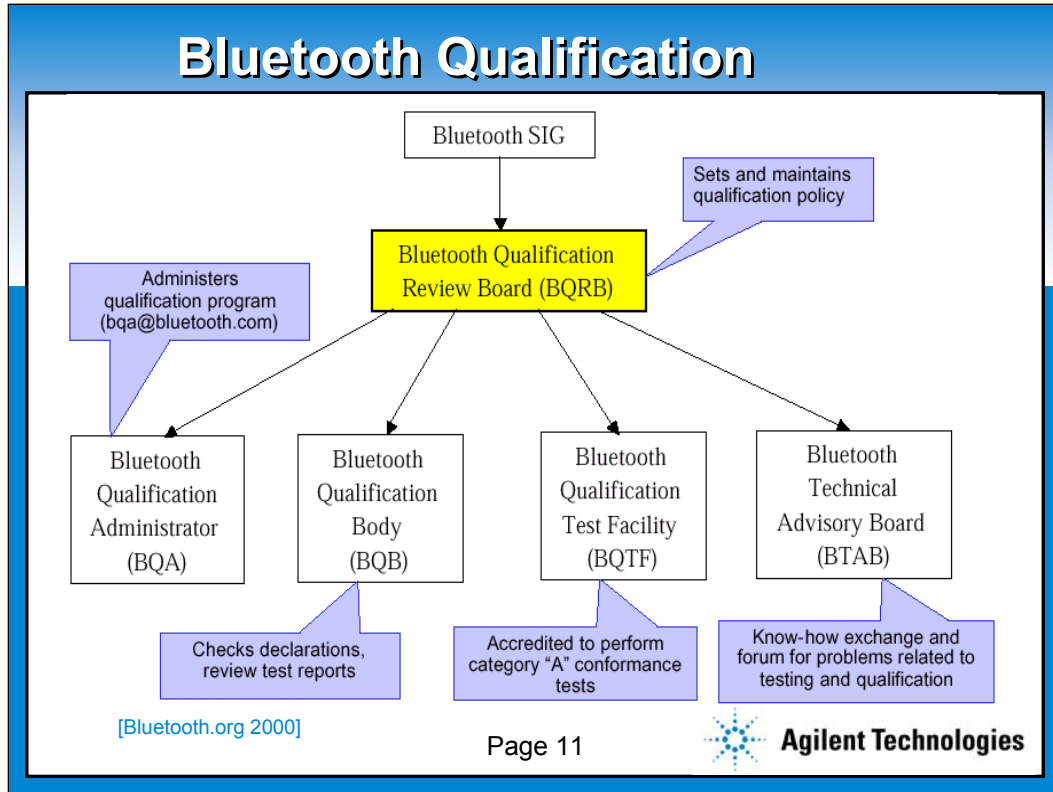 Bluetooth Qualification
Bluetooth SIG
Sets and maintains
qualification policy
Bluetooth Qualification
Review Board (BQRB)
Administers
qualification program
(bqa@bluetooth.com)
Bluetooth
Qualification
Administrator
(BQA)
Bluetooth
Qualification
Body
(BQB)
Bluetooth
Qualification
Test Facility
(BQTF)
Bluetooth
Technical
Advisory Board
(BTAB)
Checks declarations,
review test reports
Accredited to perform
category “A” conformance
tests
Know-how exchange and
forum for problems related to
testing and qualification
[Bluetooth.org 2000]
Page 11
Agilent Technologies